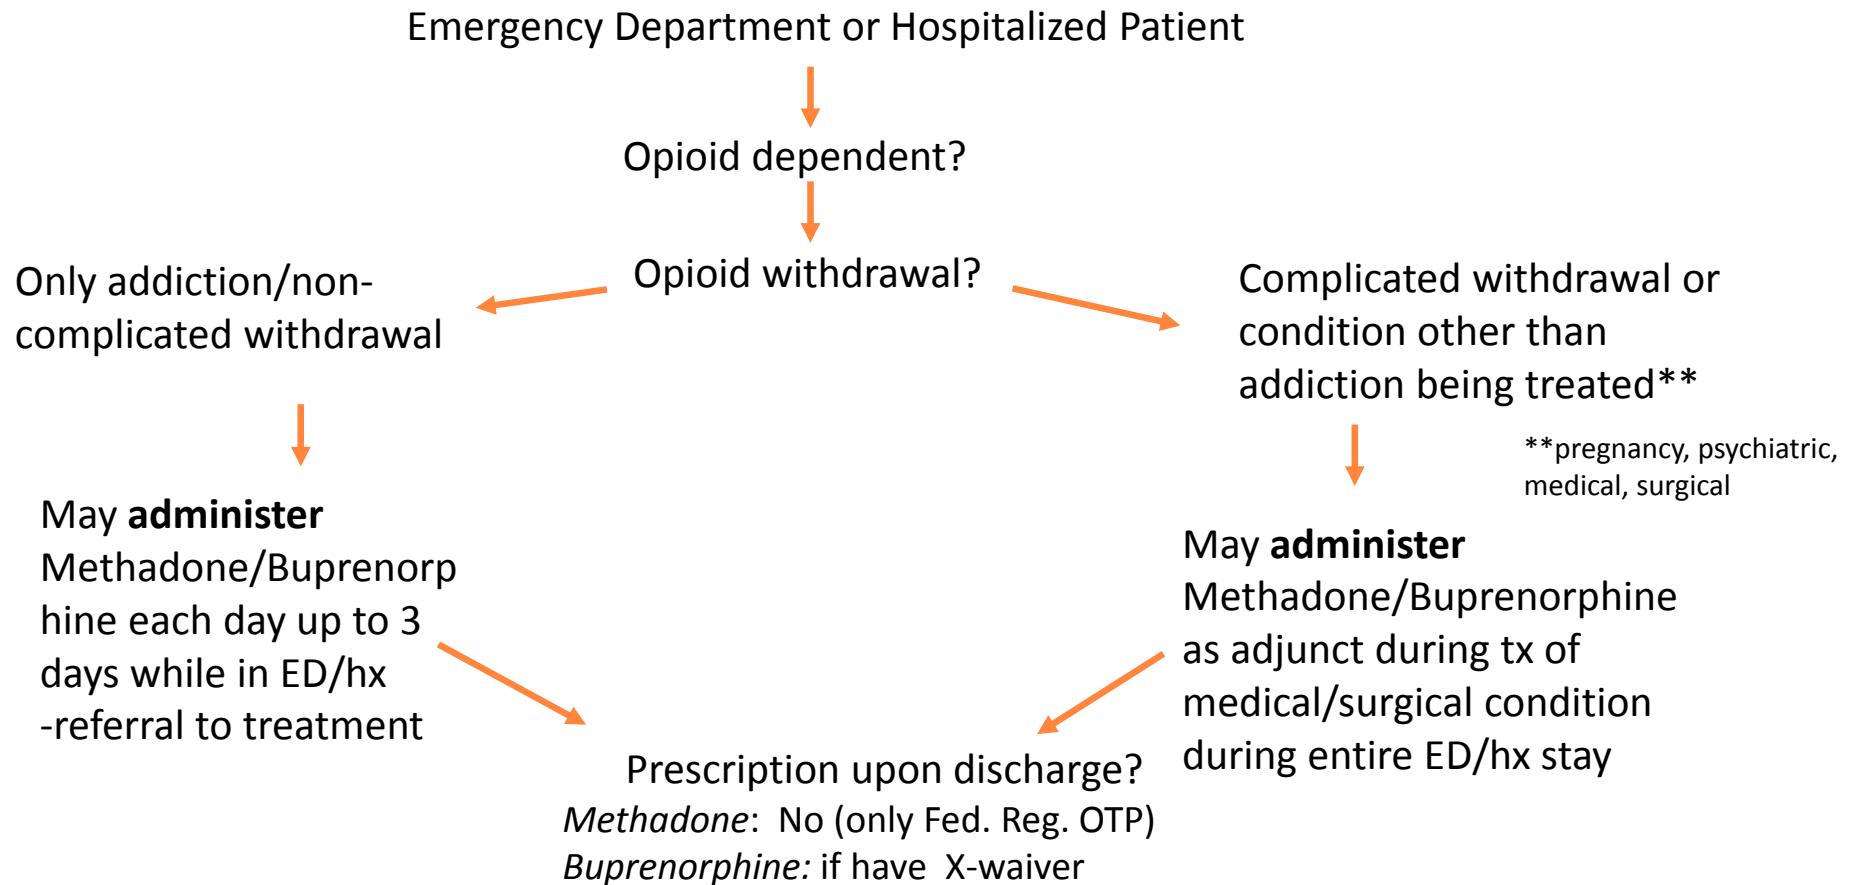 Emergency Department or Hospitalized Patient
Opioid dependent?
Opioid withdrawal?
Only addiction/non-
complicated withdrawal
Complicated withdrawal or
condition other than
addiction being treated**
**pregnancy, psychiatric,
medical, surgical
May administer
Methadone/Buprenorp
hine each day up to 3
days while in ED/hx
-referral to treatment
May administer
Methadone/Buprenorphine
as adjunct during tx of
medical/surgical condition
during entire ED/hx stay
Prescription upon discharge?
Methadone:  No (only Fed. Reg. OTP)
Buprenorphine: if have  X-waiver